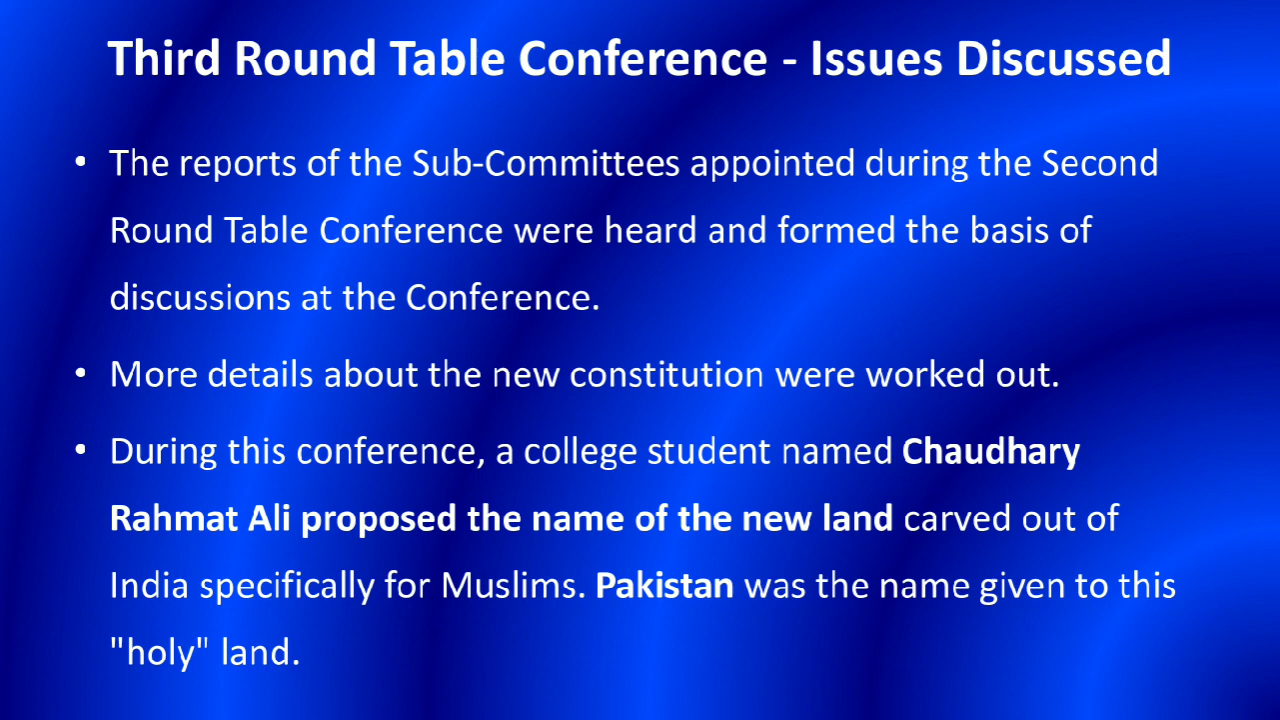 Third Round Table Conference - Issues Discussed
• The reports of the Sub-Committees appointed during the Second
Round Table Conference were heard and formed the basis of
discussions at the Conference.
• More details about the new constitution were worked out.
• During this conference, a college student named Chaudhary
Rahmat Ali proposed the name of the new land carved out of
India specifically for Muslims. Pakistan was the name given to this
"holy" land.